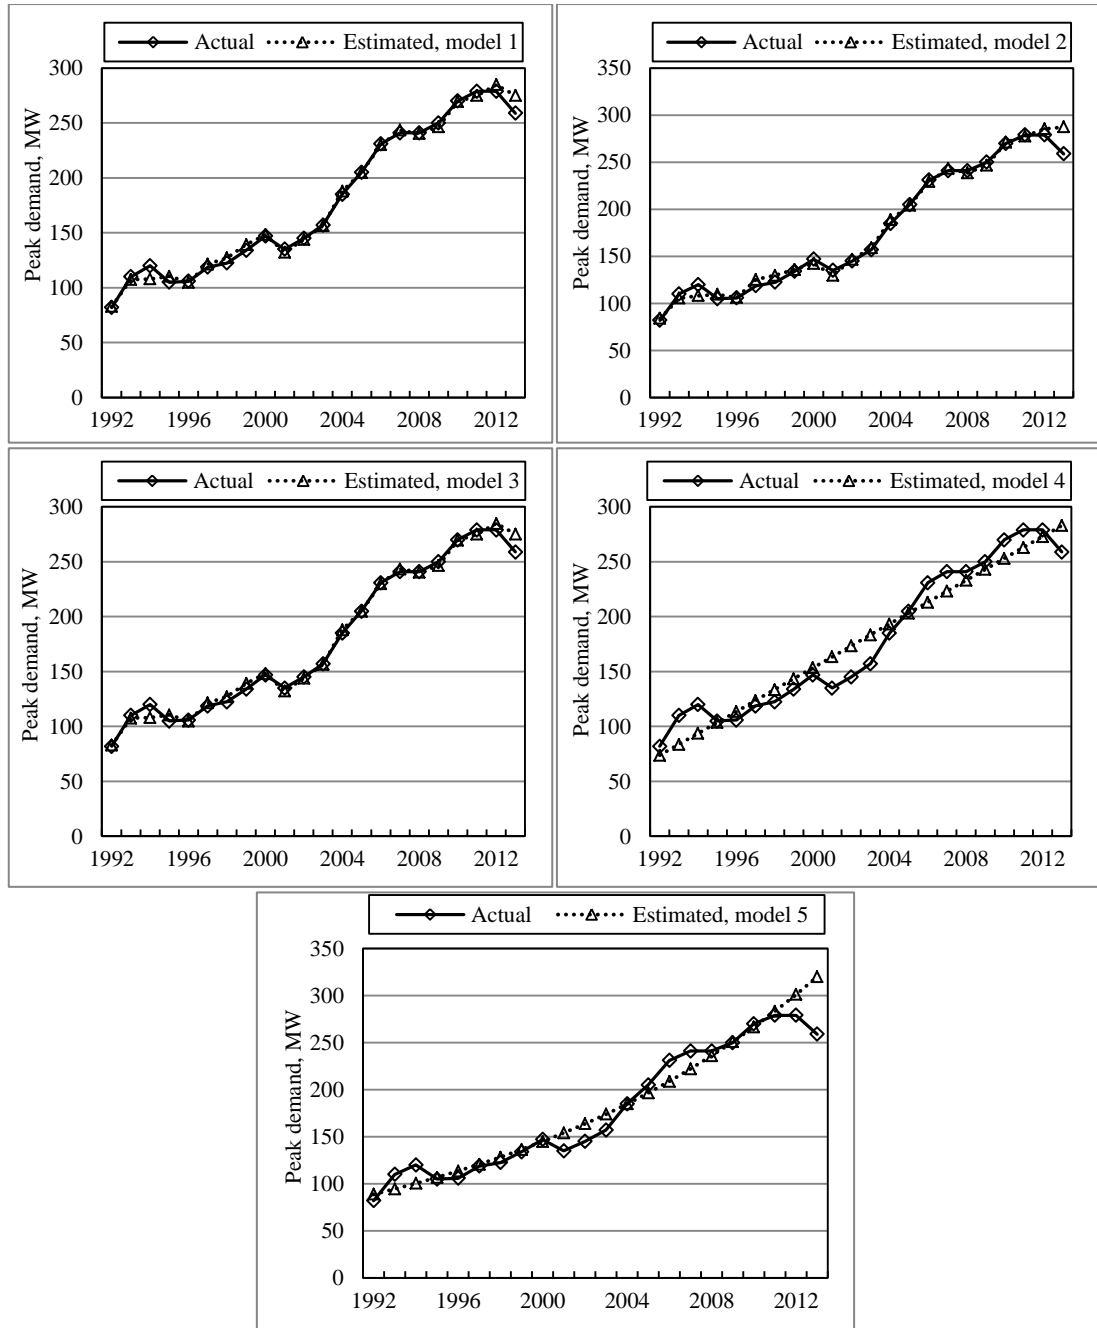 Actual Estimated, model 1
Peak demand, MW
300
250
200
150
100
50
0
1992 1996 2000 2004 2008 2012
Actual Estimated, model 2
Peak demand, MW
350
300
250
200
150
100
50
0
1992 1996 2000 2004 2008 2012
Actual Estimated, model 3
Peak demand, MW
300
250
200
150
100
50
0
1992 1996 2000 2004 2008 2012
Actual Estimated, model 4
Peak demand, MW
300
250
200
150
100
50
0
1992 1996 2000 2004 2008 2012
Actual Estimated, model 5
Peak demand, MW
350
300
250
200
150
100
50
0
1992 1996 2000 2004 2008 2012